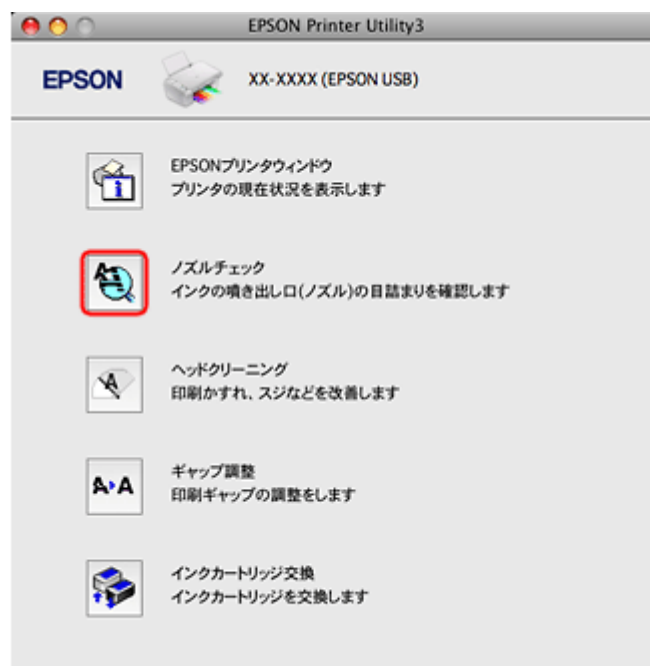 EPSON Printer Utility3
EPSON
XX-XXXX (EPSON USB)
EPSONプリンタウィンドウ
プリンタの現在状況を表示します
ノズルチェック
インクの噴き出し口(ノズル)の目詰まりを確認します
ヘッドクリーニング
印刷かすれ、スジなどを改善します
ギャップ調整
印刷ギャップの調整をします
インクカートリッジ交換
インクカートリッジを交換します